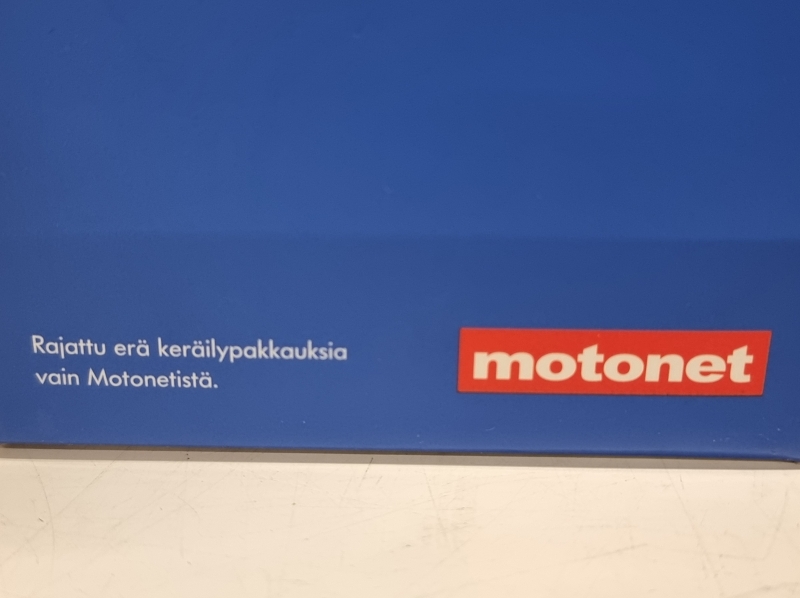 Rajattu erä keräilypakkauksia
vain Motonetistä.
motonet